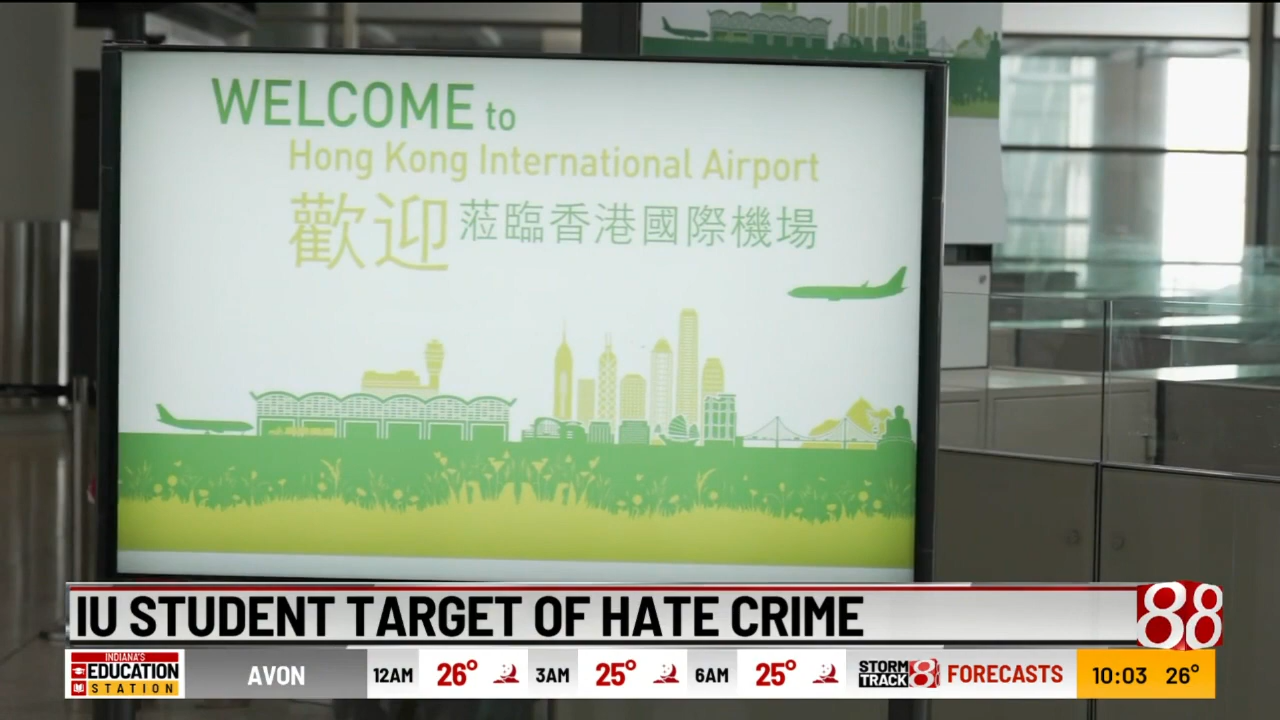 WELCOME to
Hong Kong International Airport
歡迎 蒞臨香港國際機場
IU STUDENT TARGET OF HATE CRIME
88
INDIANA'S
EDUCATION
STATION
AVON
12AM 26° 3AM 25° 6AM 25°
STORM
TRACK 8
FORECASTS
10:03 26°